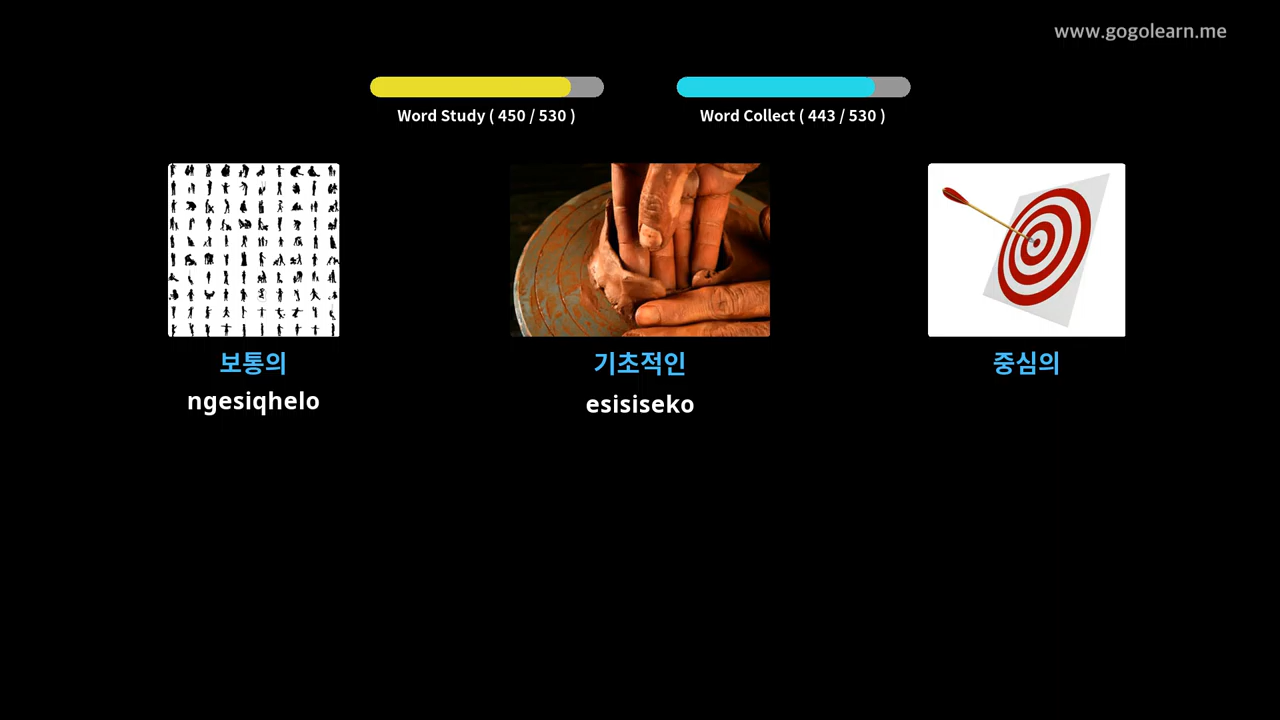 www.gogolearn.me
Word Study ( 450 / 530 )
Word Collect ( 443 / 530 )
보통의
기초적인
중심의
ngesiqhelo
esisiseko